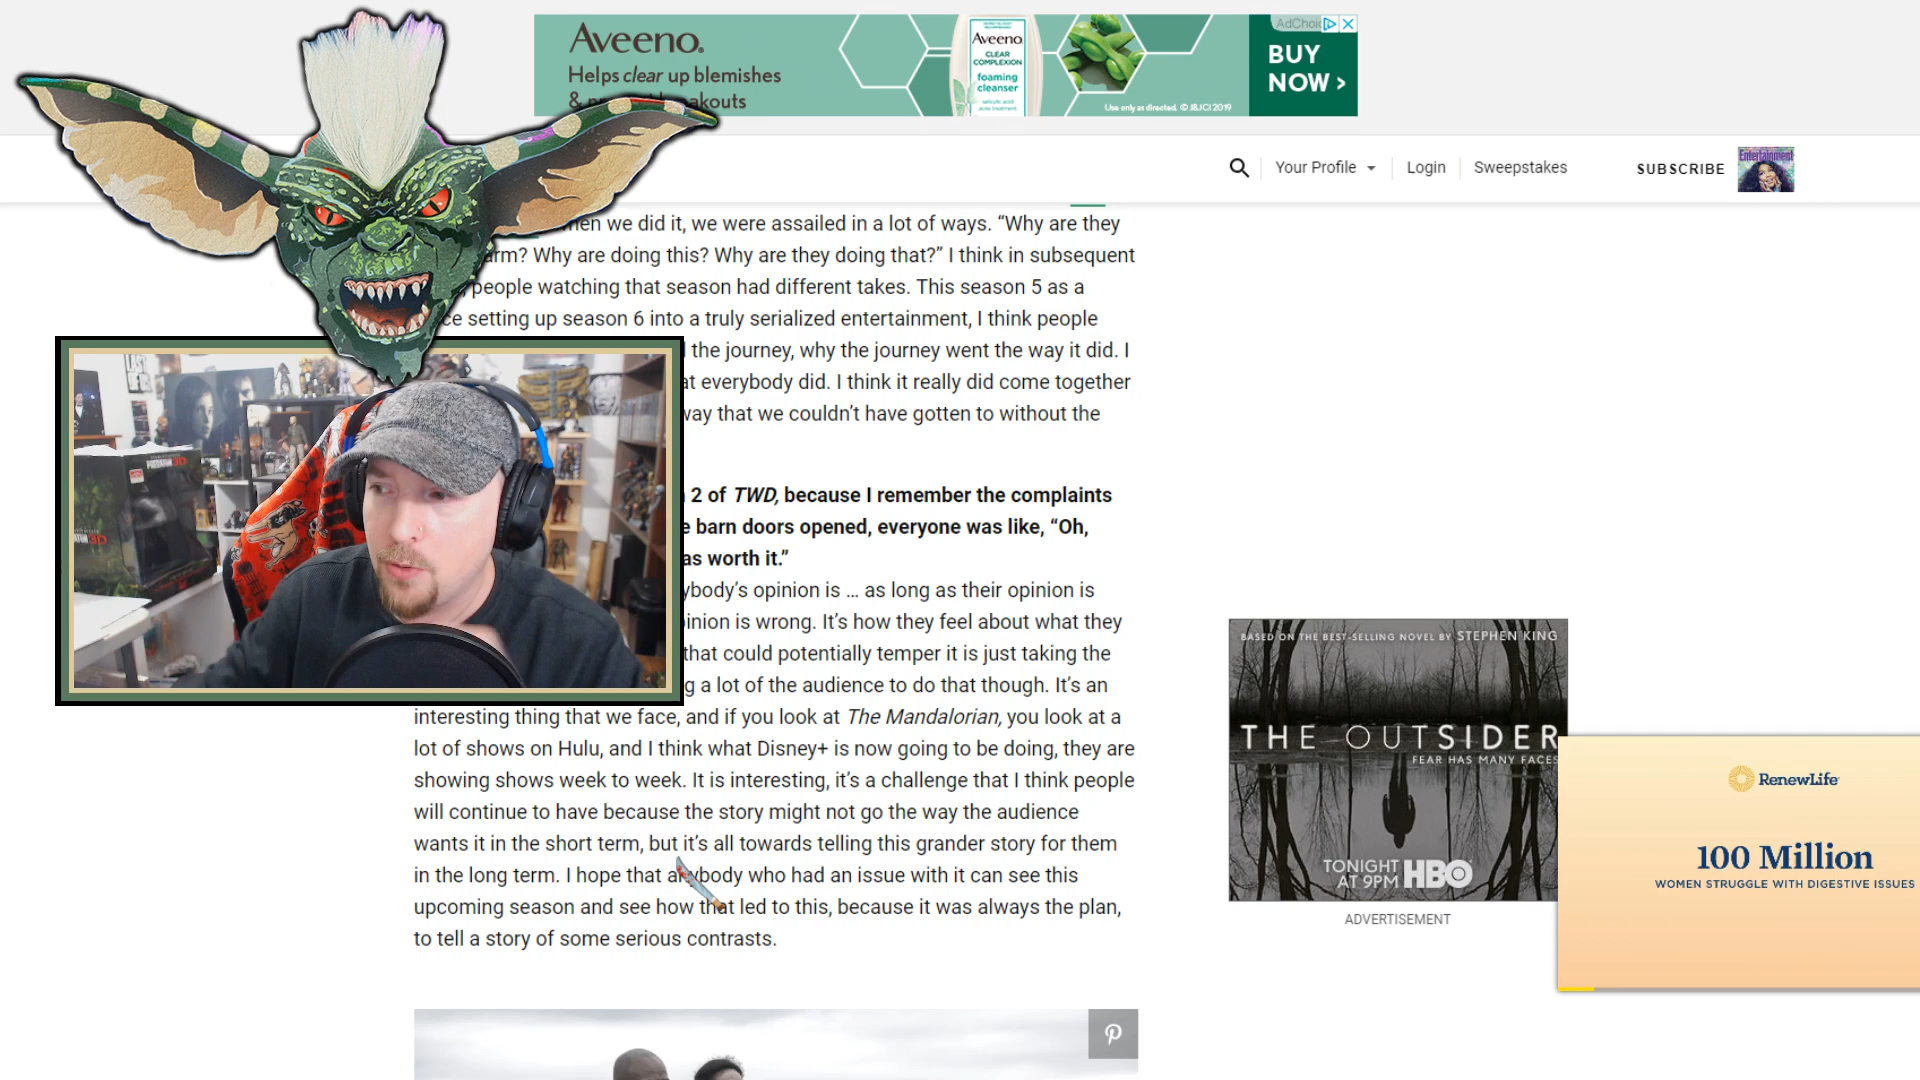 Aveeno.
Helps clear up blemishes
&
Aveeno
CLEAR
COMPLEXION
foaming
cleanser
salicylic acid
acne treatment
Use only as directed. © J&JCI 2019
BUY
NOW >
Your Profile
Login
Sweepstakes
SUBSCRIBE
Entertainment
we did it, we were assailed in a lot of ways. “Why are they
Why are doing this? Why are they doing that?” I think in subsequent
people watching that season had different takes. This season 5 as a
setting up season 6 into a truly serialized entertainment, I think people
the journey, why the journey went the way it did. I
everybody did. I think it really did come together
way that we couldn’t have gotten to without the
2 of TWD, because I remember the complaints
barn doors opened, everyone was like, “Oh,
as worth it.”
ybody’s opinion is … as long as their opinion is
inion is wrong. It’s how they feel about what they
that could potentially temper it is just taking the
g a lot of the audience to do that though. It’s an
interesting thing that we face, and if you look at The Mandalorian, you look at a
lot of shows on Hulu, and I think what Disney+ is now going to be doing, they are
showing shows week to week. It is interesting, it’s a challenge that I think people
will continue to have because the story might not go the way the audience
wants it in the short term, but it’s all towards telling this grander story for them
in the long term. I hope that anybody who had an issue with it can see this
upcoming season and see how that led to this, because it was always the plan,
to tell a story of some serious contrasts.
BASED ON THE BEST-SELLING NOVEL BY STEPHEN KING
THE OUTSIDER
FEAR HAS MANY FACES
TONIGHT
AT 9PM HBO
ADVERTISEMENT
RenewLife
100 Million
WOMEN STRUGGLE WITH DIGESTIVE ISSUES